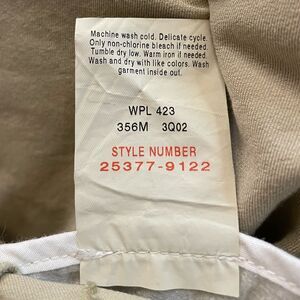 Machine wash cold. Delicate cycle.
Only non-chlorine bleach if needed.
Tumble dry low. Warm iron if needed.
Wash and dry with like colors. Wash
garment inside out.
WPL 423
356M 3Q02
STYLE NUMBER
25377-9122